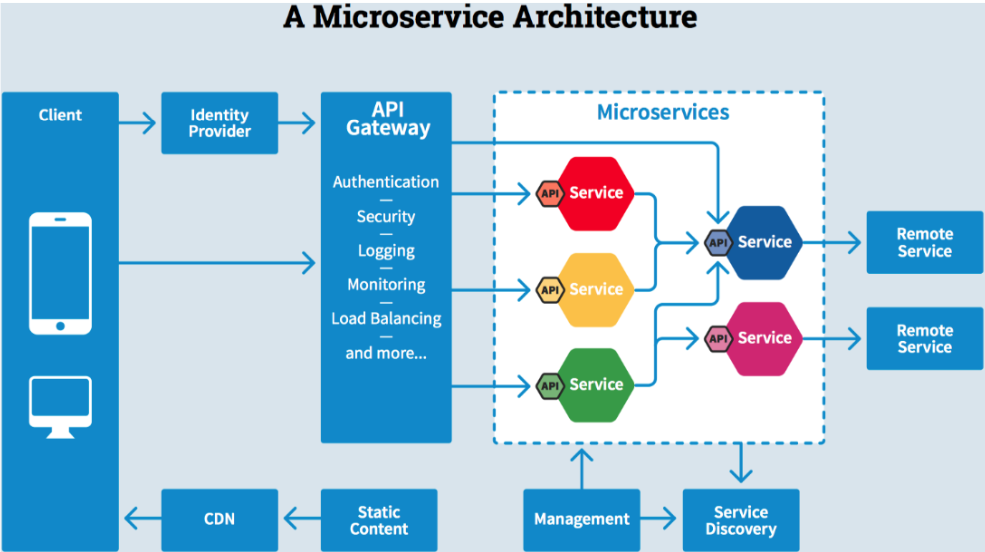 A Microservice Architecture
Client
Identity
Provider
API
Gateway
Authentication
—
Security
—
Logging
—
Monitoring
—
Load Balancing
—
and more...
Microservices
API
Service
API
Service
API
Service
API
Service
API
Service
Remote
Service
Remote
Service
CDN
Static
Content
Management
Service
Discovery